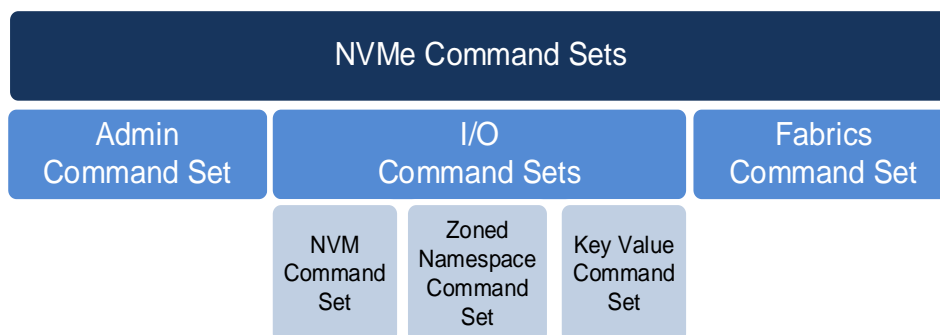 NVMe Command Sets
Admin
Command Set
I/O
Command Sets
Fabrics
Command Set
NVM
Command
Set
Zoned
Namespace
Command
Set
Key Value
Command
Set